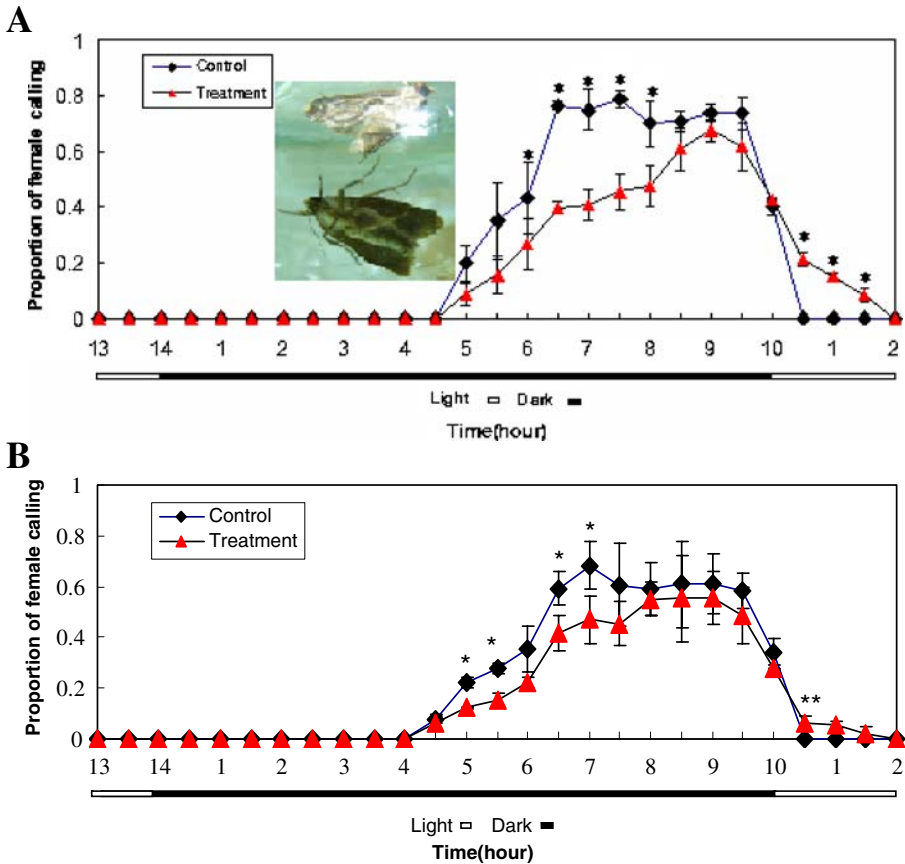 A
Proportion of female calling
1
0.8
0.6
0.4
0.2
0
Control
Treatment
* * * * * *
* * *
13 14 1 2 3 4 5 6 7 8 9 10 1 2
Light Dark
Time(hour)
B
Proportion of female calling
1
0.8
0.6
0.4
0.2
0
Control
Treatment
* * * *
**
13 14 1 2 3 4 5 6 7 8 9 10 1 2
Light Dark
Time(hour)